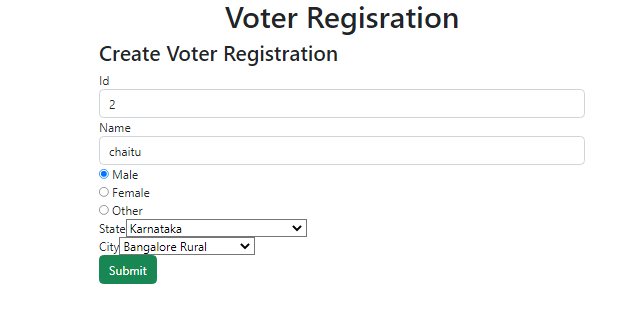 Voter Regisration
Create Voter Registration
Id
2
Name
chaitu
Male
Female
Other
State Karnataka
City Bangalore Rural
Submit